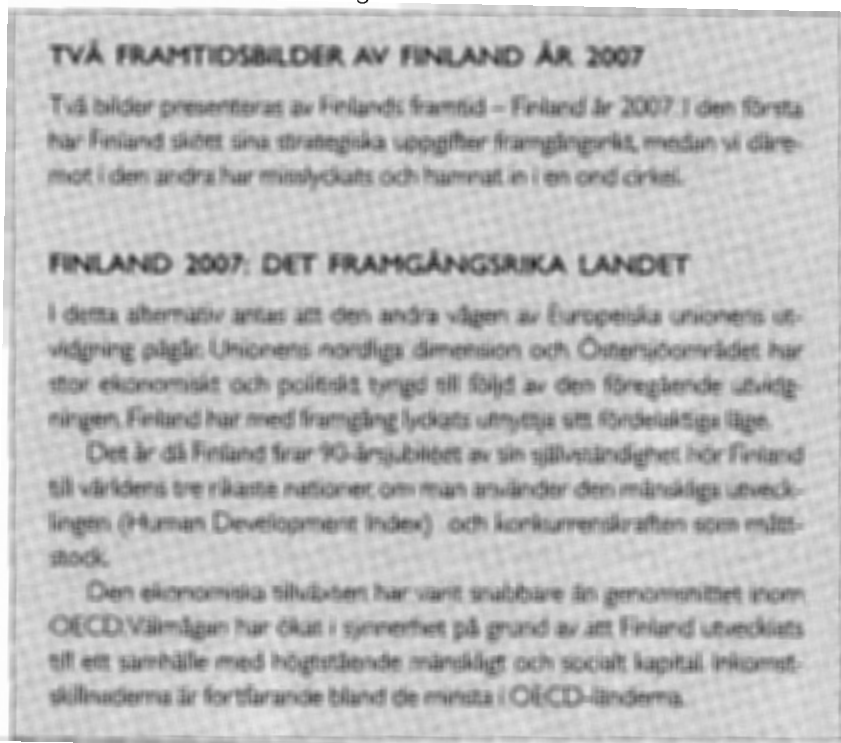 TVÅ FRAMTIDSBILDER AV FINLAND ÅR 2007
Två bilder presenteras av Finlands framtid – Finland år 2007. I den första
har Finland skött sina strategiska uppgifter framgångsrikt, medan vi däre-
mot i den andra har misslyckats och hamnat in i en ond cirkel.
FINLAND 2007: DET FRAMGÅNGSRIKA LANDET
I detta alternativ antas att den andra vågen av Europeiska unionens ut-
vidgning pågår. Unionens nordliga dimension och Östersjöområdet har
stor ekonomiskt och politiskt tyngd till följd av den föregående utvidg-
ningen. Finland har med framgång lyckats utnyttja sitt fördelaktiga läge.
Det är då Finland firar 90-årsjubileet av sin självständighet hör Finland
till världens tre rikaste nationer, om man använder den mänskliga utveck-
lingen (Human Development Index) och konkurrenskraften som mått-
stock.
Den ekonomiska tillväxten har varit snabbare än genomsnittet inom
OECD. Välmågan har ökat i synnerhet på grund av att Finland utvecklats
till ett samhälle med högtstående mänskligt och socialt kapital. Inkomst-
skillnaderna är fortfarande bland de minsta i OECD-länderna.